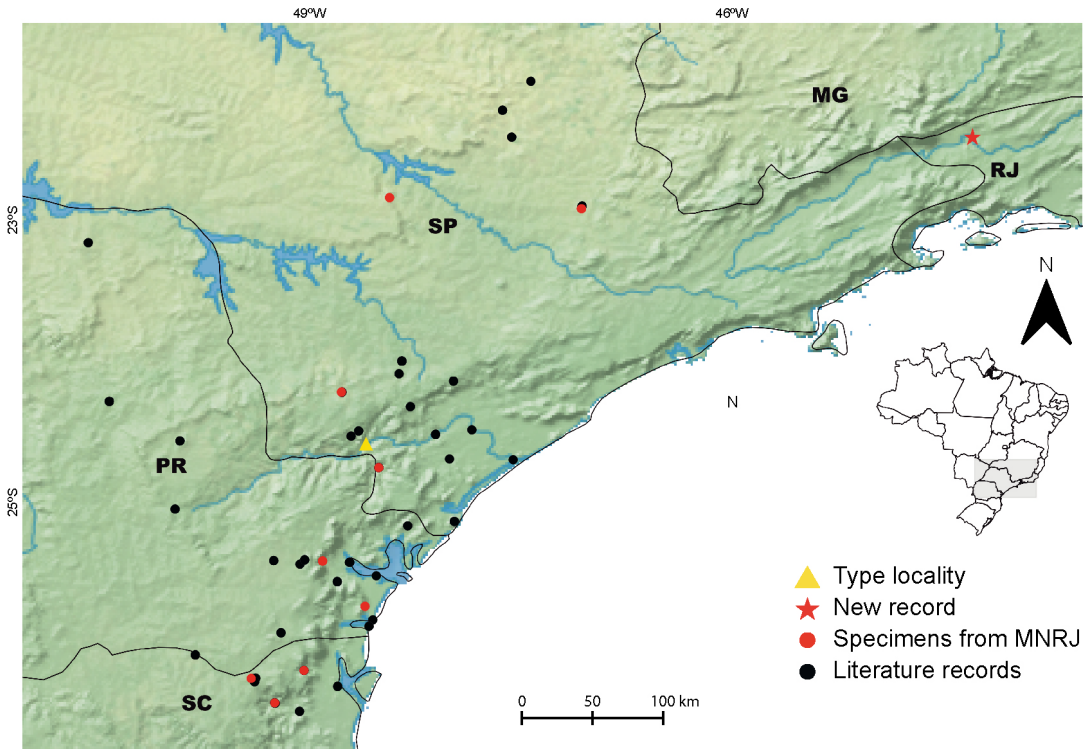 49ºW
46ºW
MG
RJ
23ºS
SP
N
N
PR
25ºS
Type locality
New record
Specimens from MNRJ
Literature records
SC
0 50 100 km